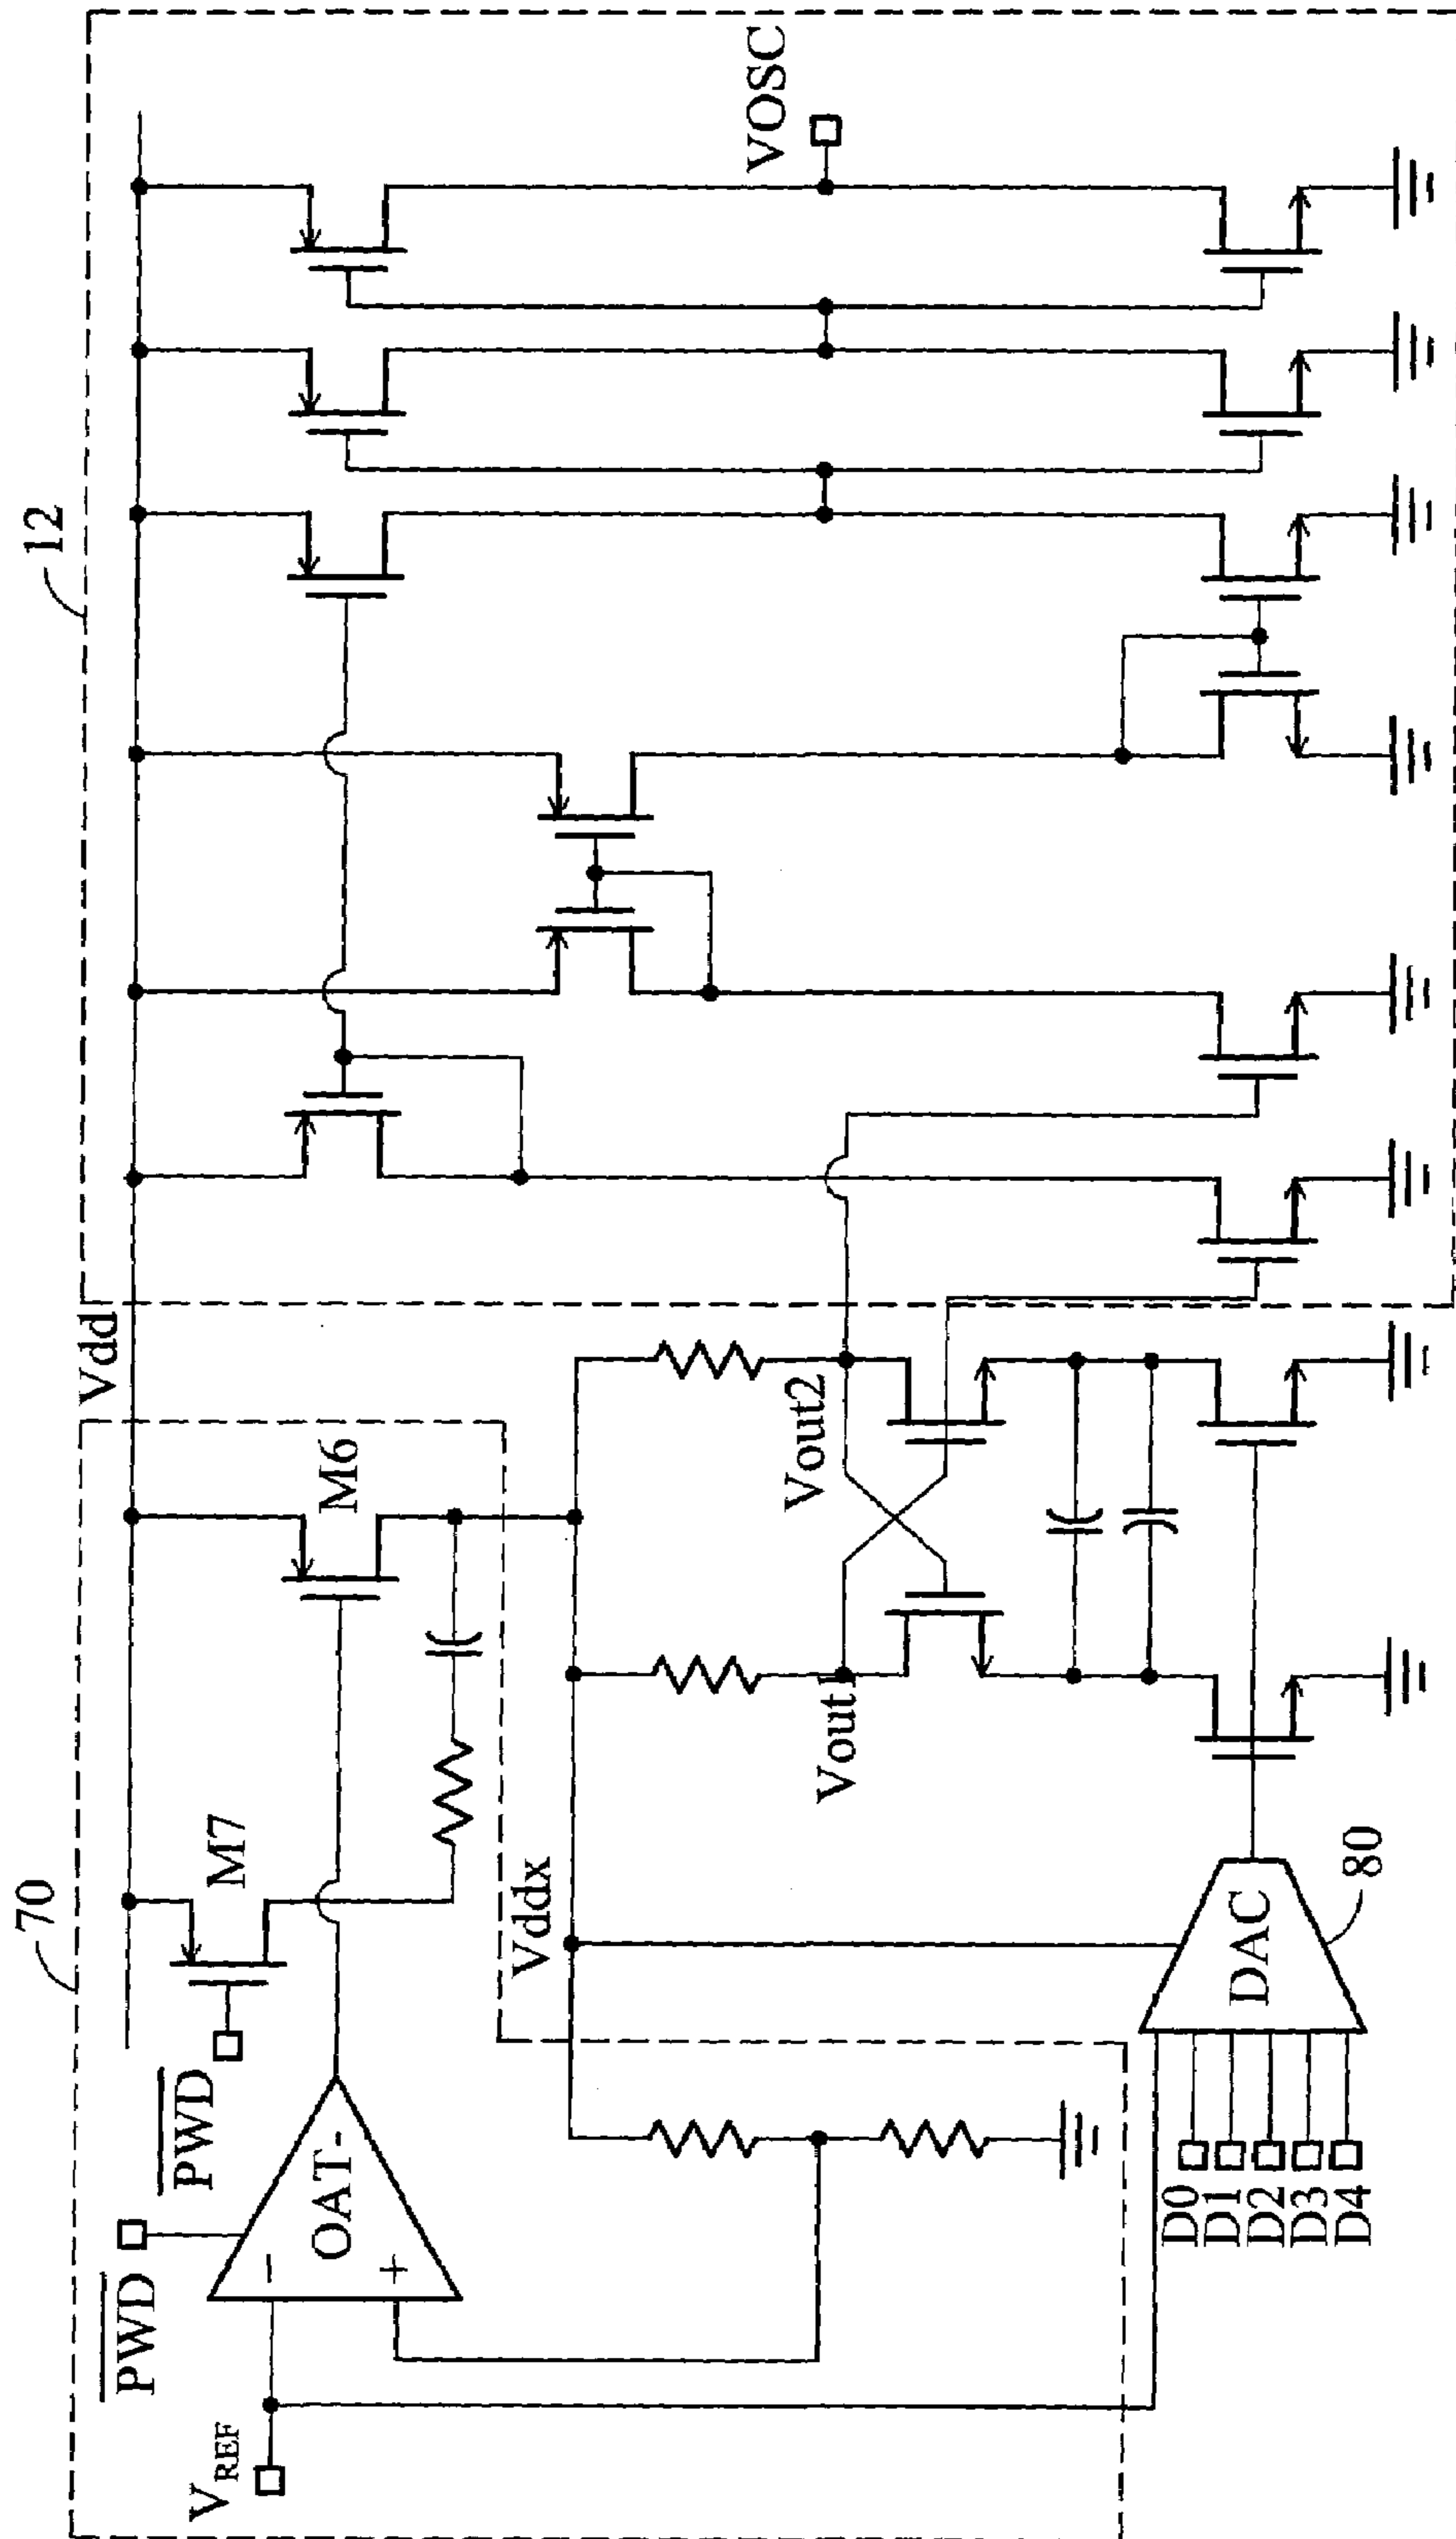 70
12
Vdd
PWD
PWD
M7
M6
OAT
-
+
-
V REF
Vddx
Vout1
Vout2
VOSC
D0
D1
D2
D3
D4
DAC
80